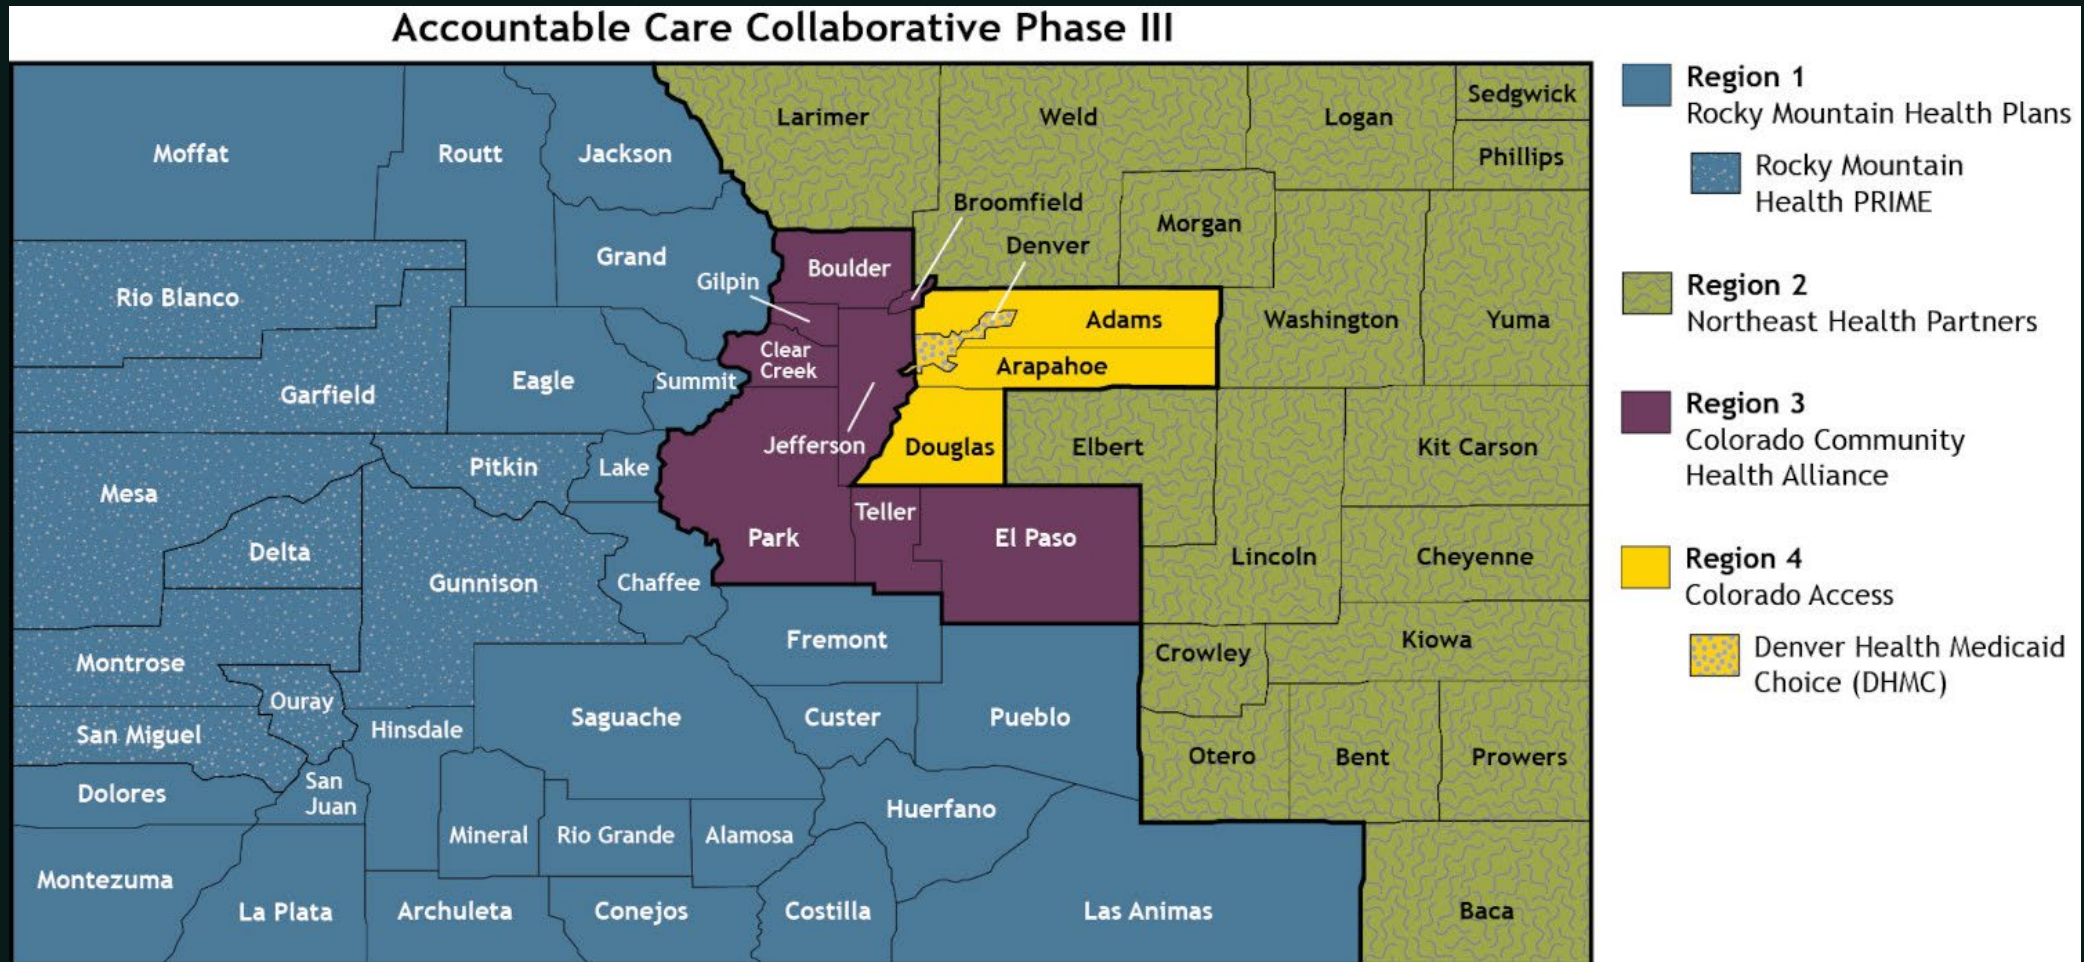 Accountable Care Collaborative Phase III
Moffat
Routt
Jackson
Larimer
Weld
Logan
Sedgwick
Phillips
Rio Blanco
Grand
Gilpin
Boulder
Broomfield
Denver
Morgan
Washington
Yuma
Garfield
Eagle
Summit
Clear
Creek
Adams
Arapahoe
Mesa
Pitkin
Lake
Jefferson
Douglas
Elbert
Kit Carson
Delta
Gunnison
Chaffee
Park
Teller
El Paso
Lincoln
Cheyenne
Montrose
Ouray
Fremont
Crowley
Kiowa
San Miguel
Hinsdale
Saguache
Custer
Pueblo
Otero
Bent
Prowers
Dolores
San
Juan
Mineral
Rio Grande
Alamosa
Huerfano
Montezuma
La Plata
Archuleta
Conejos
Costilla
Las Animas
Baca
Region 1
Rocky Mountain Health Plans
Rocky Mountain
Health PRIME
Region 2
Northeast Health Partners
Region 3
Colorado Community
Health Alliance
Region 4
Colorado Access
Denver Health Medicaid
Choice (DHMC)